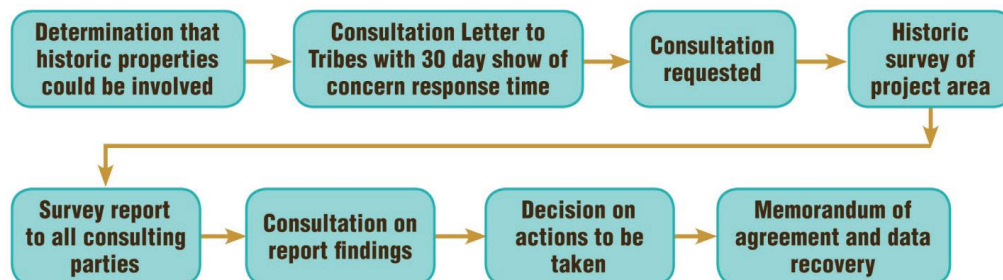 Determination that
historic properties
could be involved
Consultation Letter to
Tribes with 30 day show of
concern response time
Consultation
requested
Historic
survey of
project area
Survey report
to all consulting
parties
Consultation on
report findings
Decision on
actions to be
taken
Memorandum of
agreement and data
recovery